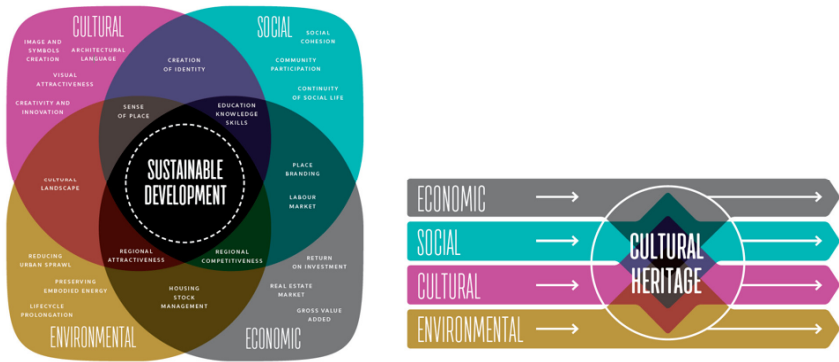 CULTURAL
IMAGE AND
SYMBOLS
CREATION
ARCHITECTURAL
LANGUAGE
VISUAL
ATTRACTIVENESS
CREATIVITY AND
INNOVATION
SOCIAL
SOCIAL
COHESION
COMMUNITY
PARTICIPATION
CONTINUITY
OF SOCIAL LIFE
CREATION
OF IDENTITY
SENSE
OF PLACE
EDUCATION
KNOWLEDGE
SKILLS
CULTURAL
LANDSCAPE
SUSTAINABLE
DEVELOPMENT
PLACE
BRANDING
LABOUR
MARKET
REGIONAL
ATTRACTIVENESS
REGIONAL
COMPETITIVENESS
REDUCING
URBAN SPRAWL
PRESERVING
EMBODIED ENERGY
LIFECYCLE
PROLONGATION
ENVIRONMENTAL
HOUSING
STOCK
MANAGEMENT
RETURN
ON INVESTMENT
REAL ESTATE
MARKET
GROSS VALUE
ADDED
ECONOMIC
ECONOMIC
SOCIAL
CULTURAL
ENVIRONMENTAL
CULTURAL
HERITAGE